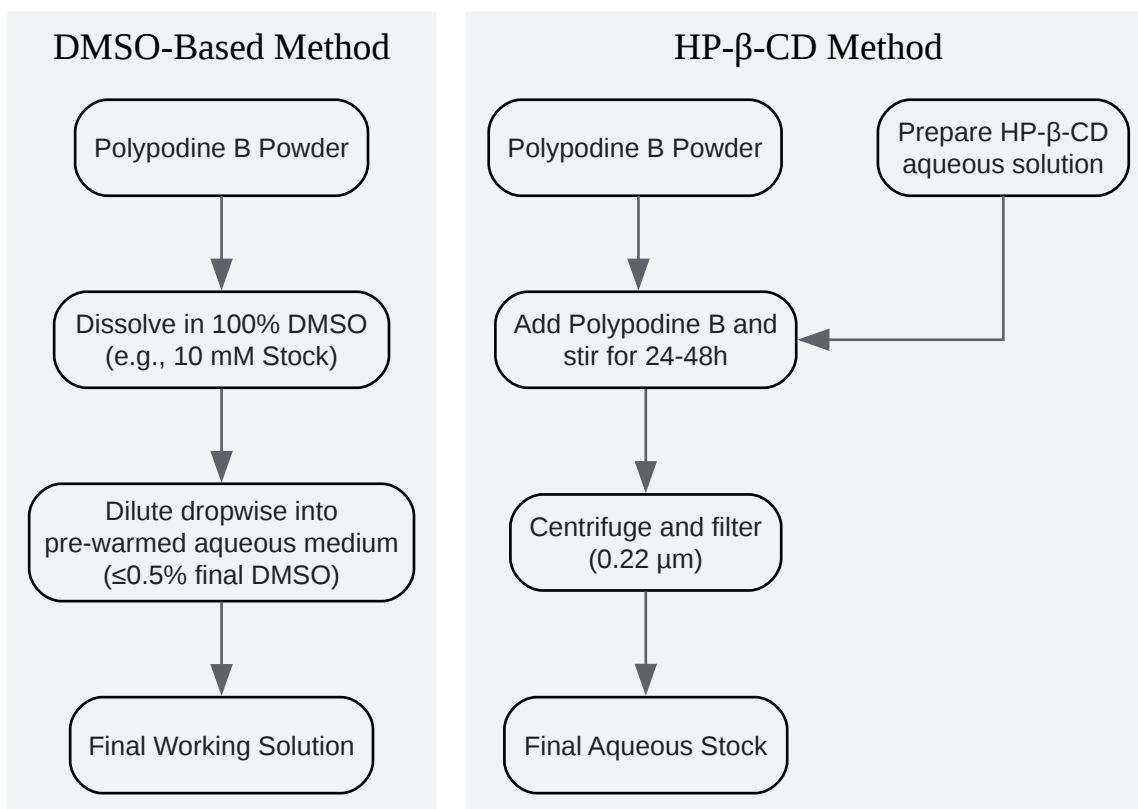 DMSO-Based Method
Polypodine B Powder
Dissolve in 100% DMSO
(e.g., 10 mM Stock)
Dilute dropwise into
pre-warmed aqueous medium
(≤0.5% final DMSO)
Final Working Solution
HP-β-CD Method
Polypodine B Powder
Prepare HP-β-CD
aqueous solution
Add Polypodine B and
stir for 24-48h
Centrifuge and filter
(0.22 µm)
Final Aqueous Stock